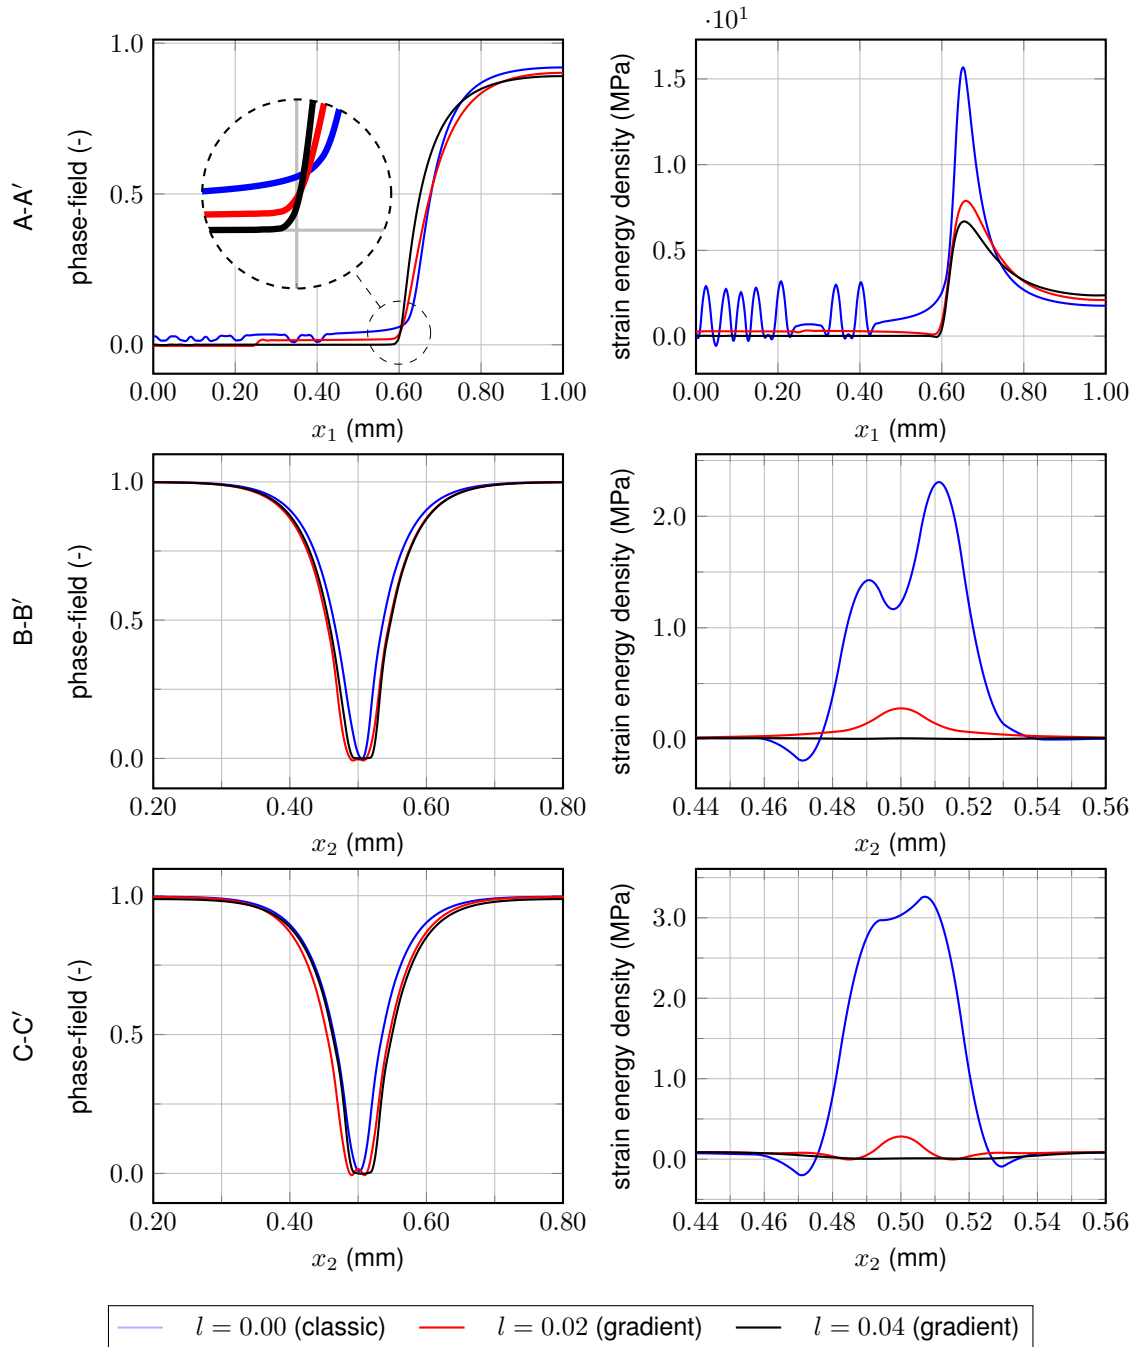 ·10¹
A-A′
phase-field (-)
1.0
0.5
0.0
0.00 0.20 0.40 0.60 0.80 1.00
x₁ (mm)
strain energy density (MPa)
1.5
1.0
0.5
0.0
0.00 0.20 0.40 0.60 0.80 1.00
x₁ (mm)
B-B′
phase-field (-)
1.0
0.5
0.0
0.20 0.40 0.60 0.80
x₂ (mm)
strain energy density (MPa)
2.0
1.0
0.0
0.44 0.46 0.48 0.50 0.52 0.54 0.56
x₂ (mm)
C-C′
phase-field (-)
1.0
0.5
0.0
0.20 0.40 0.60 0.80
x₂ (mm)
strain energy density (MPa)
3.0
2.0
1.0
0.0
0.44 0.46 0.48 0.50 0.52 0.54 0.56
x₂ (mm)
l = 0.00 (classic) l = 0.02 (gradient) l = 0.04 (gradient)